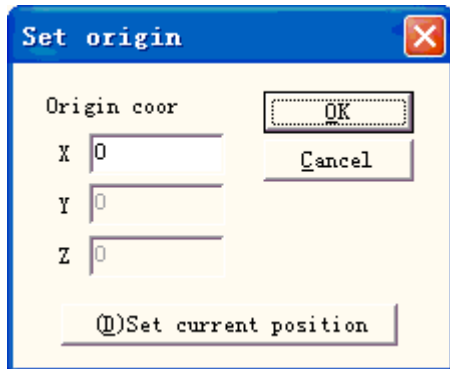 Set origin
Origin coor
OK
X 0
Cancel
Y 0
Z 0
(D)Set current position